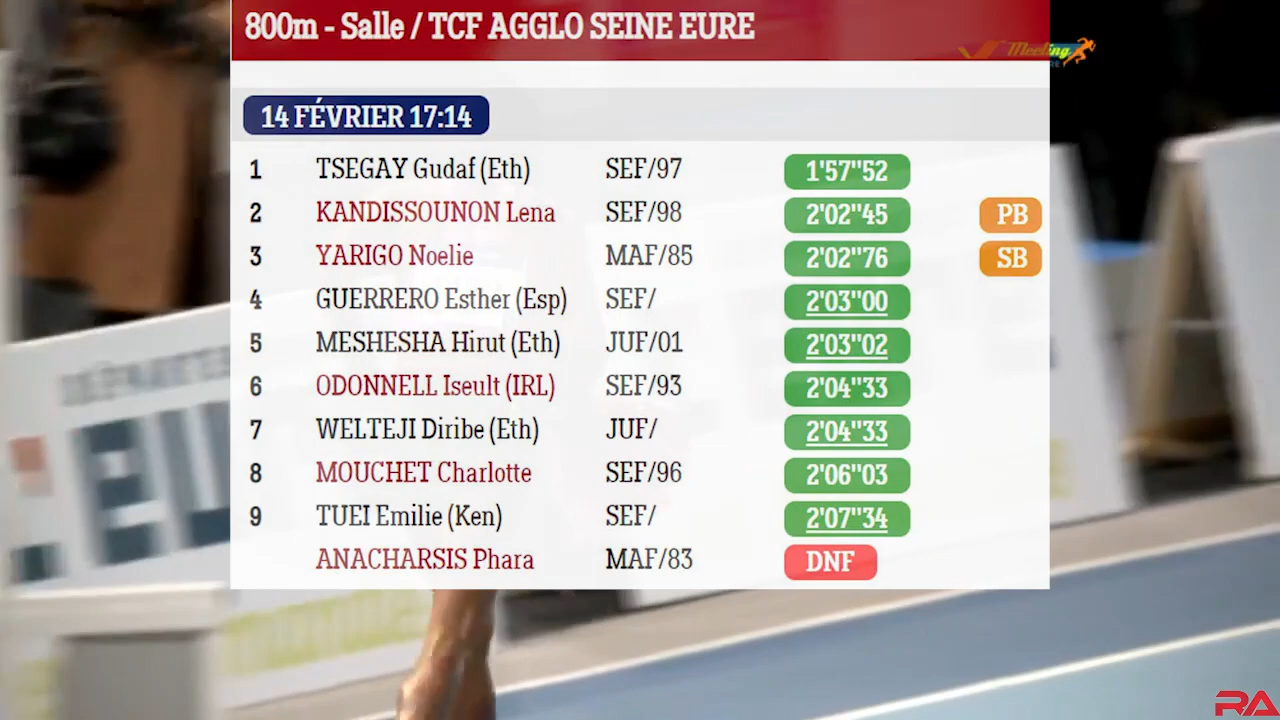 800m - Salle / TCF AGGLO SEINE EURE
Meeting
14 FÉVRIER 17:14
1 TSEGAY Gudaf (Eth) SEF/97 1'57"52
2 KANDISSOUNON Lena SEF/98 2'02"45 PB
3 YARIGO Noelie MAF/85 2'02"76 SB
4 GUERRERO Esther (Esp) SEF/ 2'03"00
5 MESHESHA Hirut (Eth) JUF/01 2'03"02
6 ODONNELL Iseult (IRL) SEF/93 2'04"33
7 WELTEJI Diribe (Eth) JUF/ 2'04"33
8 MOUCHET Charlotte SEF/96 2'06"03
9 TUEI Emilie (Ken) SEF/ 2'07"34
ANACHARSIS Phara MAF/83 DNF
RA